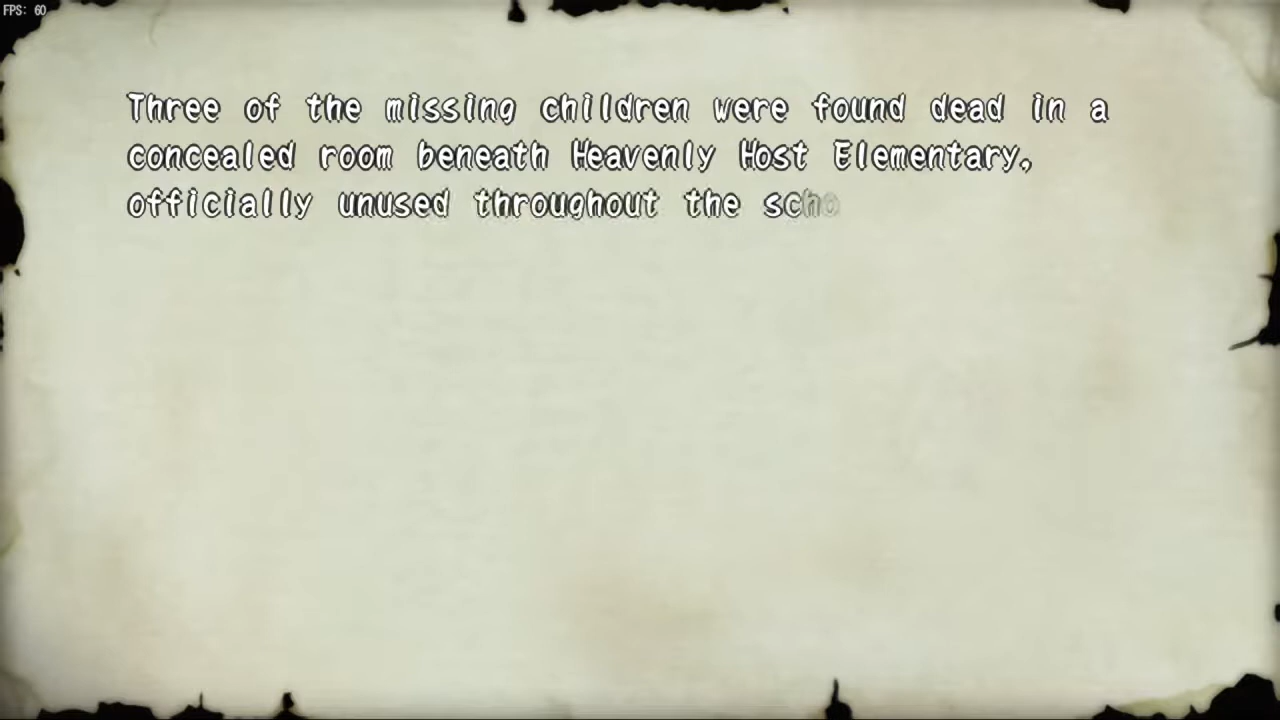 FPS: 60
Three of the missing children were found dead in a
concealed room beneath Heavenly Host Elementary,
officially unused throughout the scho